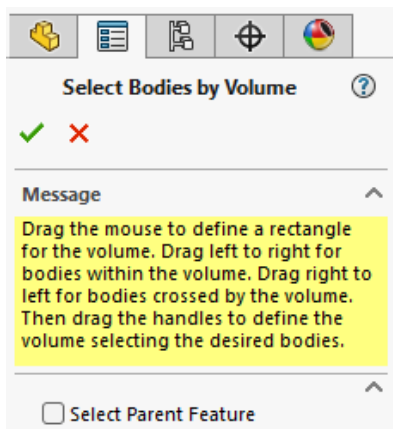 Select Bodies by Volume
Message
Drag the mouse to define a rectangle
for the volume. Drag left to right for
bodies within the volume. Drag right to
left for bodies crossed by the volume.
Then drag the handles to define the
volume selecting the desired bodies.
Select Parent Feature